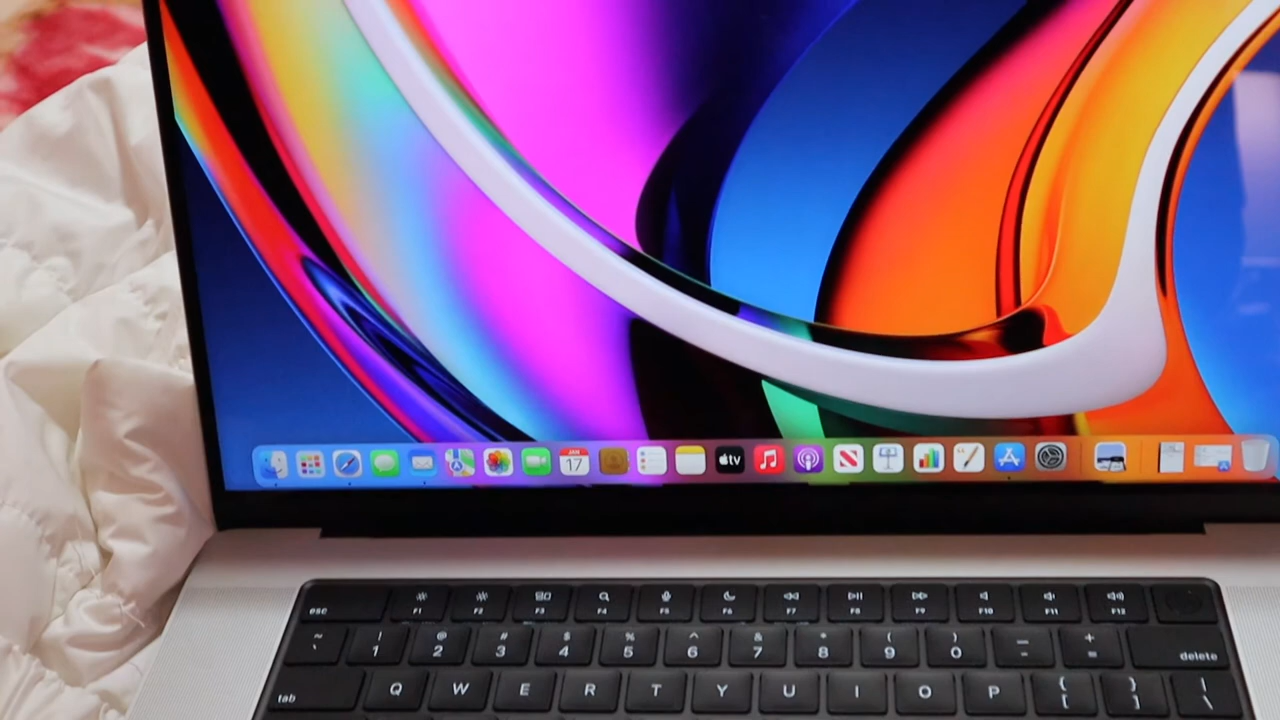 JAN
17
tv
esc F1 F2 F3 F4 F5 F6 F7 F8 F9 F10 F11 F12
~ ! @ # $ % ^ & * ( ) — +
` 1 2 3 4 5 6 7 8 9 0 - = delete
tab Q W E R T Y U I O P { [ } ] | \